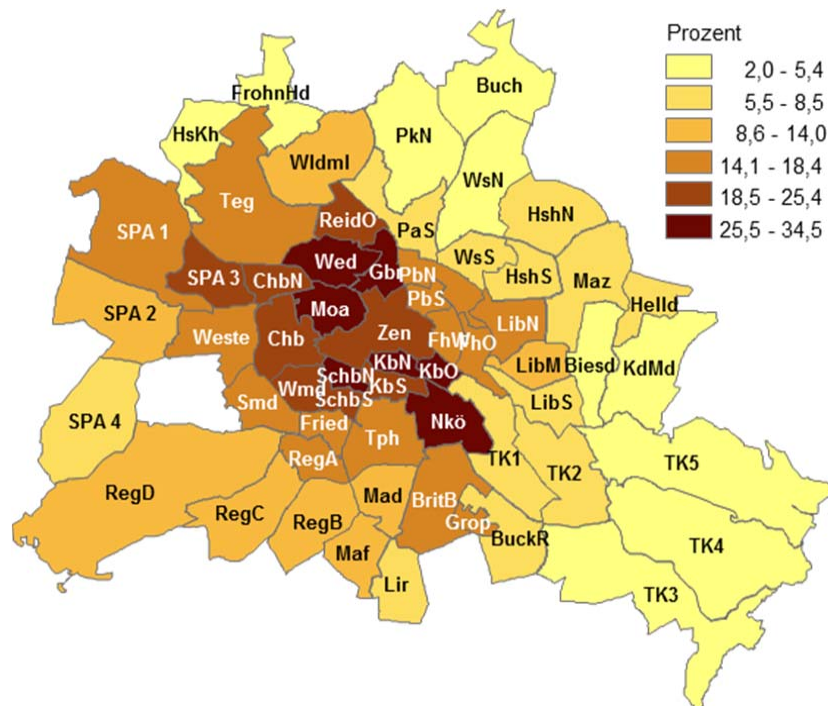 Prozent
2,0 - 5,4
5,5 - 8,5
8,6 - 14,0
14,1 - 18,4
18,5 - 25,4
25,5 - 34,5
Buch
FrohnHd
HsKh
PkN
Wldml
WsN
Teg
HshN
ReidO
PaS
SPA 1
WsS
Wed
Gbr
PbN
HshS
Maz
SPA 3
ChbN
PbS
Moa
Helld
SPA 2
LibN
Weste
Chb
Zen
FhW
FhO
KbN
LibM
Biesd
KdMd
SchbN
KbO
Wmd
KbS
Smd
SchbS
LibS
SPA 4
Fried
Nkö
Tph
TK1
RegA
TK2
TK5
RegD
Mad
BritB
RegC
RegB
Grop
BuckR
TK4
Maf
Lir
TK3